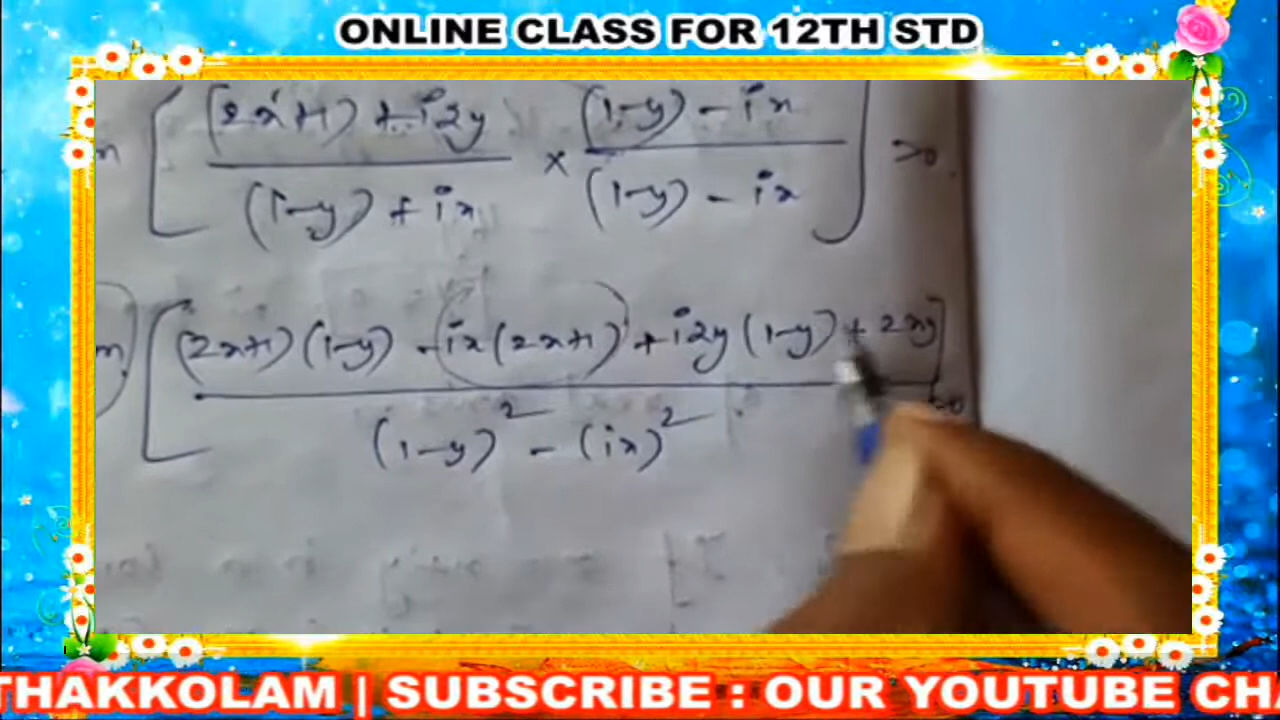 ONLINE CLASS FOR 12TH STD
[ (2x+1) + i2y / (1-y) + ix × (1-y) - ix / (1-y) - ix ] >0
[ (2x+1)(1-y) - ix(2x+1) + i2y(1-y) + 2xy ] / (1-y)² - (ix)²
THAKKOLAM | SUBSCRIBE : OUR YOUTUBE CHA